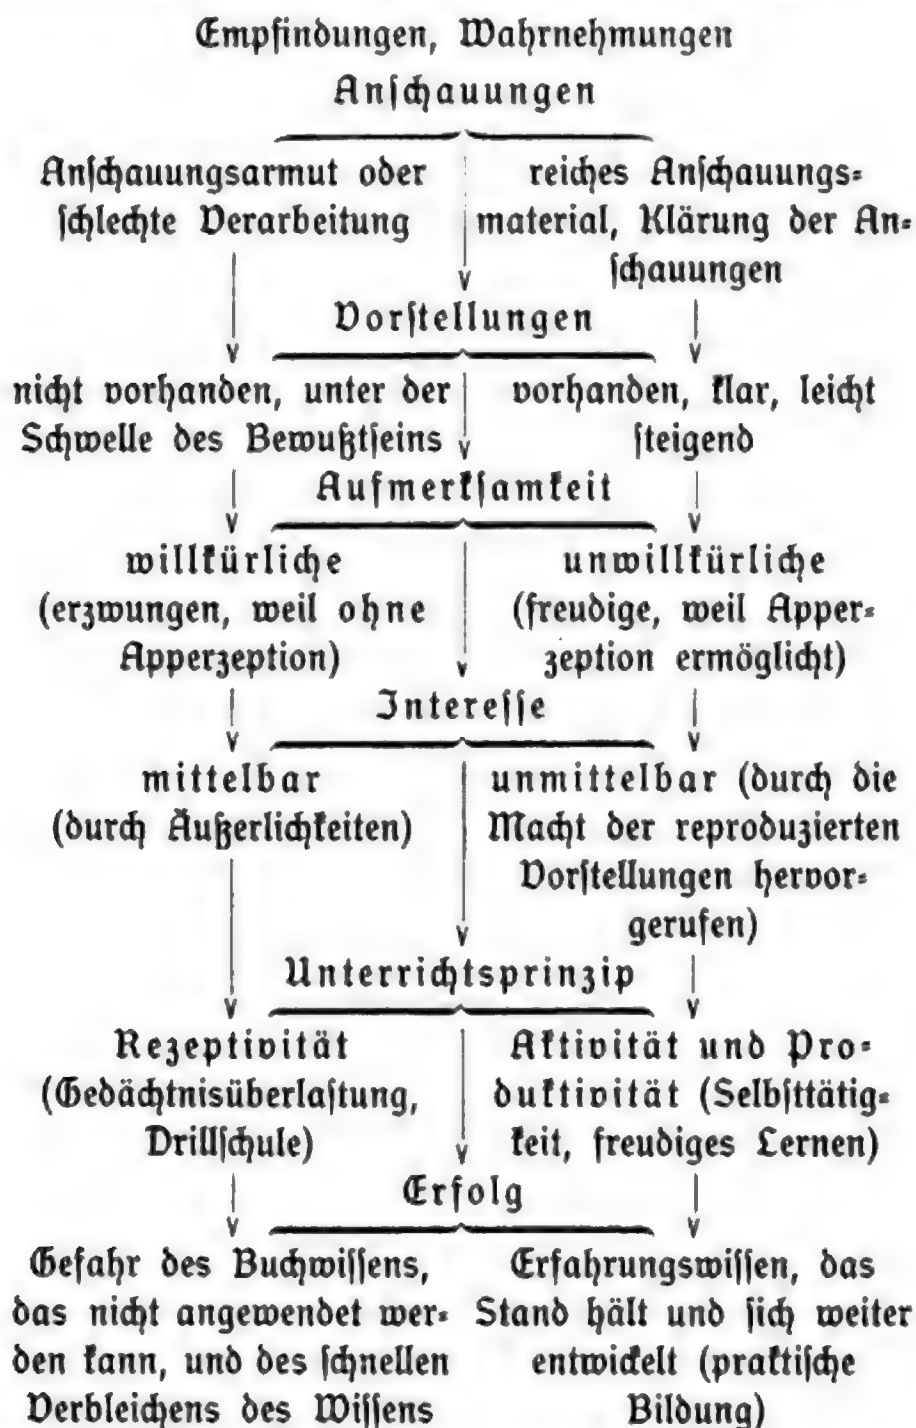 Empfindungen, Wahrnehmungen
Anschauungen
Anschauungsarmut oder
schlechte Verarbeitung
reiches Anschauungs-
material, Klärung der An-
schauungen
Vorstellungen
nicht vorhanden, unter der
Schwelle des Bewußtseins
vorhanden, klar, leicht
steigend
Aufmerksamkeit
willkürliche
(erzwungen, weil ohne
Apperzeption)
unwillkürliche
(freudige, weil Apper-
zeption ermöglicht)
Interesse
mittelbar
(durch Äußerlichkeiten)
unmittelbar (durch die
Macht der reproduzierten
Vorstellungen hervor-
gerufen)
Unterrichtsprinzip
Rezeptivität
(Gedächtnisüberlastung,
Drillschule)
Aktivität und Pro-
duktivität (Selbsttätig-
keit, freudiges Lernen)
Erfolg
Gefahr des Buchwissens,
das nicht angewendet wer-
den kann, und des schnellen
Verbleichens des Wissens
Erfahrungswissen, das
Stand hält und sich weiter
entwickelt (praktische
Bildung)